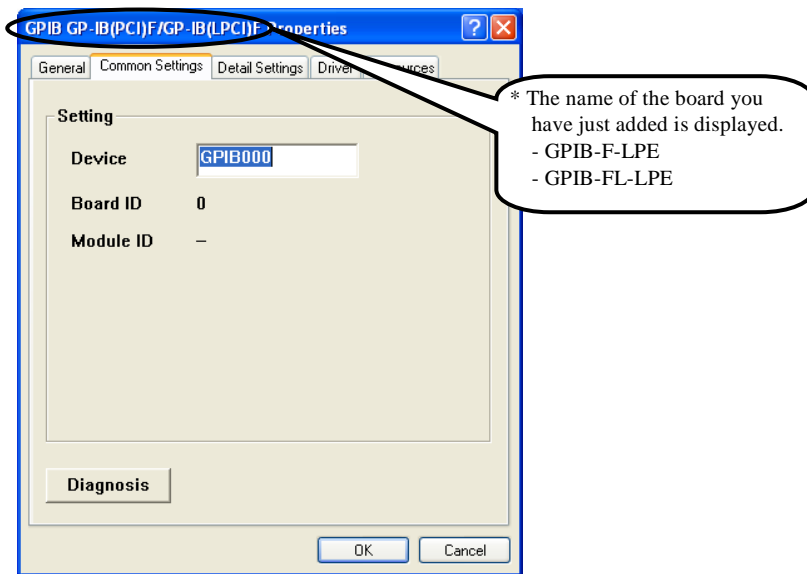 GPIB GP-IB(PCI)F/GP-IB(LPCI)F Properties
General Common Settings Detail Settings Driver
* The name of the board you
have just added is displayed.
- GPIB-F-LPE
- GPIB-FL-LPE
Setting
Device GPIB000
Board ID 0
Module ID –
Diagnosis
OK Cancel